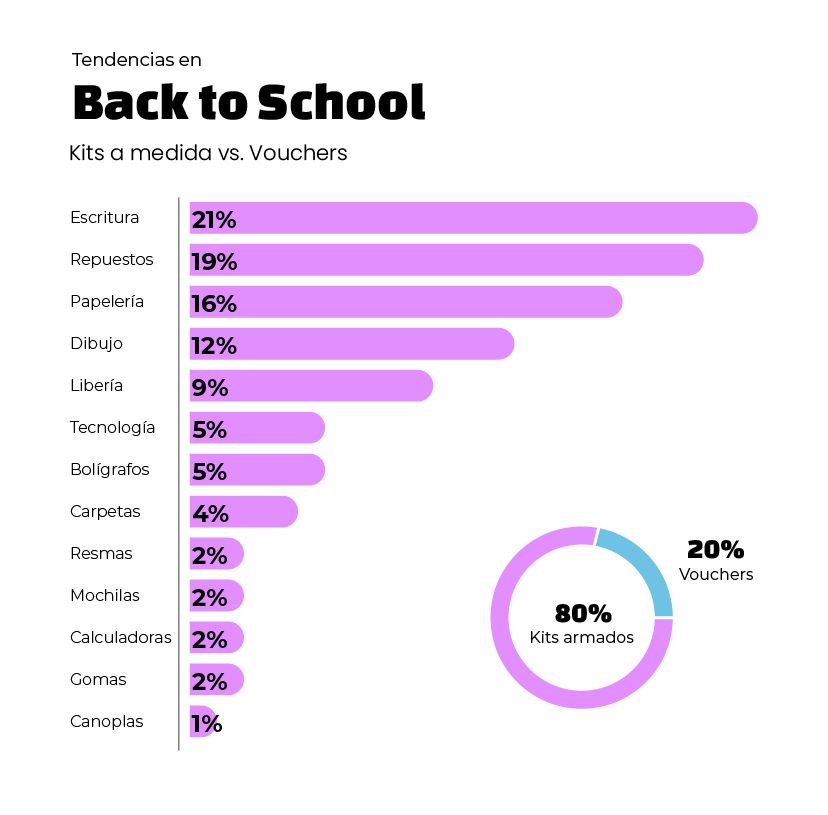 Tendencias en
Back to School
Kits a medida vs. Vouchers
Escritura 21%
Repuestos 19%
Papelería 16%
Dibujo 12%
Libería 9%
Tecnología 5%
Bolígrafos 5%
Carpetas 4%
Resmas 2%
Mochilas 2%
Calculadoras 2%
Gomas 2%
Canoplas 1%
20%
Vouchers
80%
Kits armados